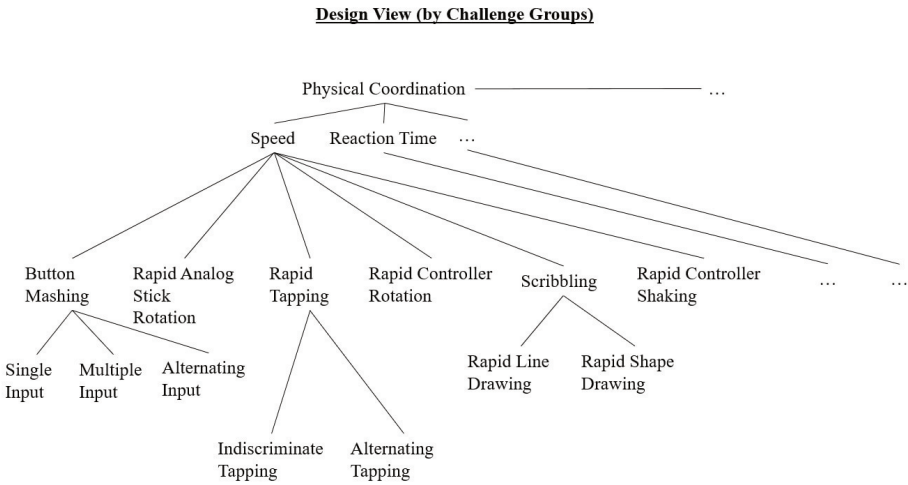 Design View (by Challenge Groups)
Physical Coordination
…
Speed
Reaction Time
…
Button
Mashing
Rapid Analog
Stick
Rotation
Rapid
Tapping
Rapid Controller
Rotation
Scribbling
Rapid Controller
Shaking
…
…
Single
Input
Multiple
Input
Alternating
Input
Rapid Line
Drawing
Rapid Shape
Drawing
Indiscriminate
Tapping
Alternating
Tapping